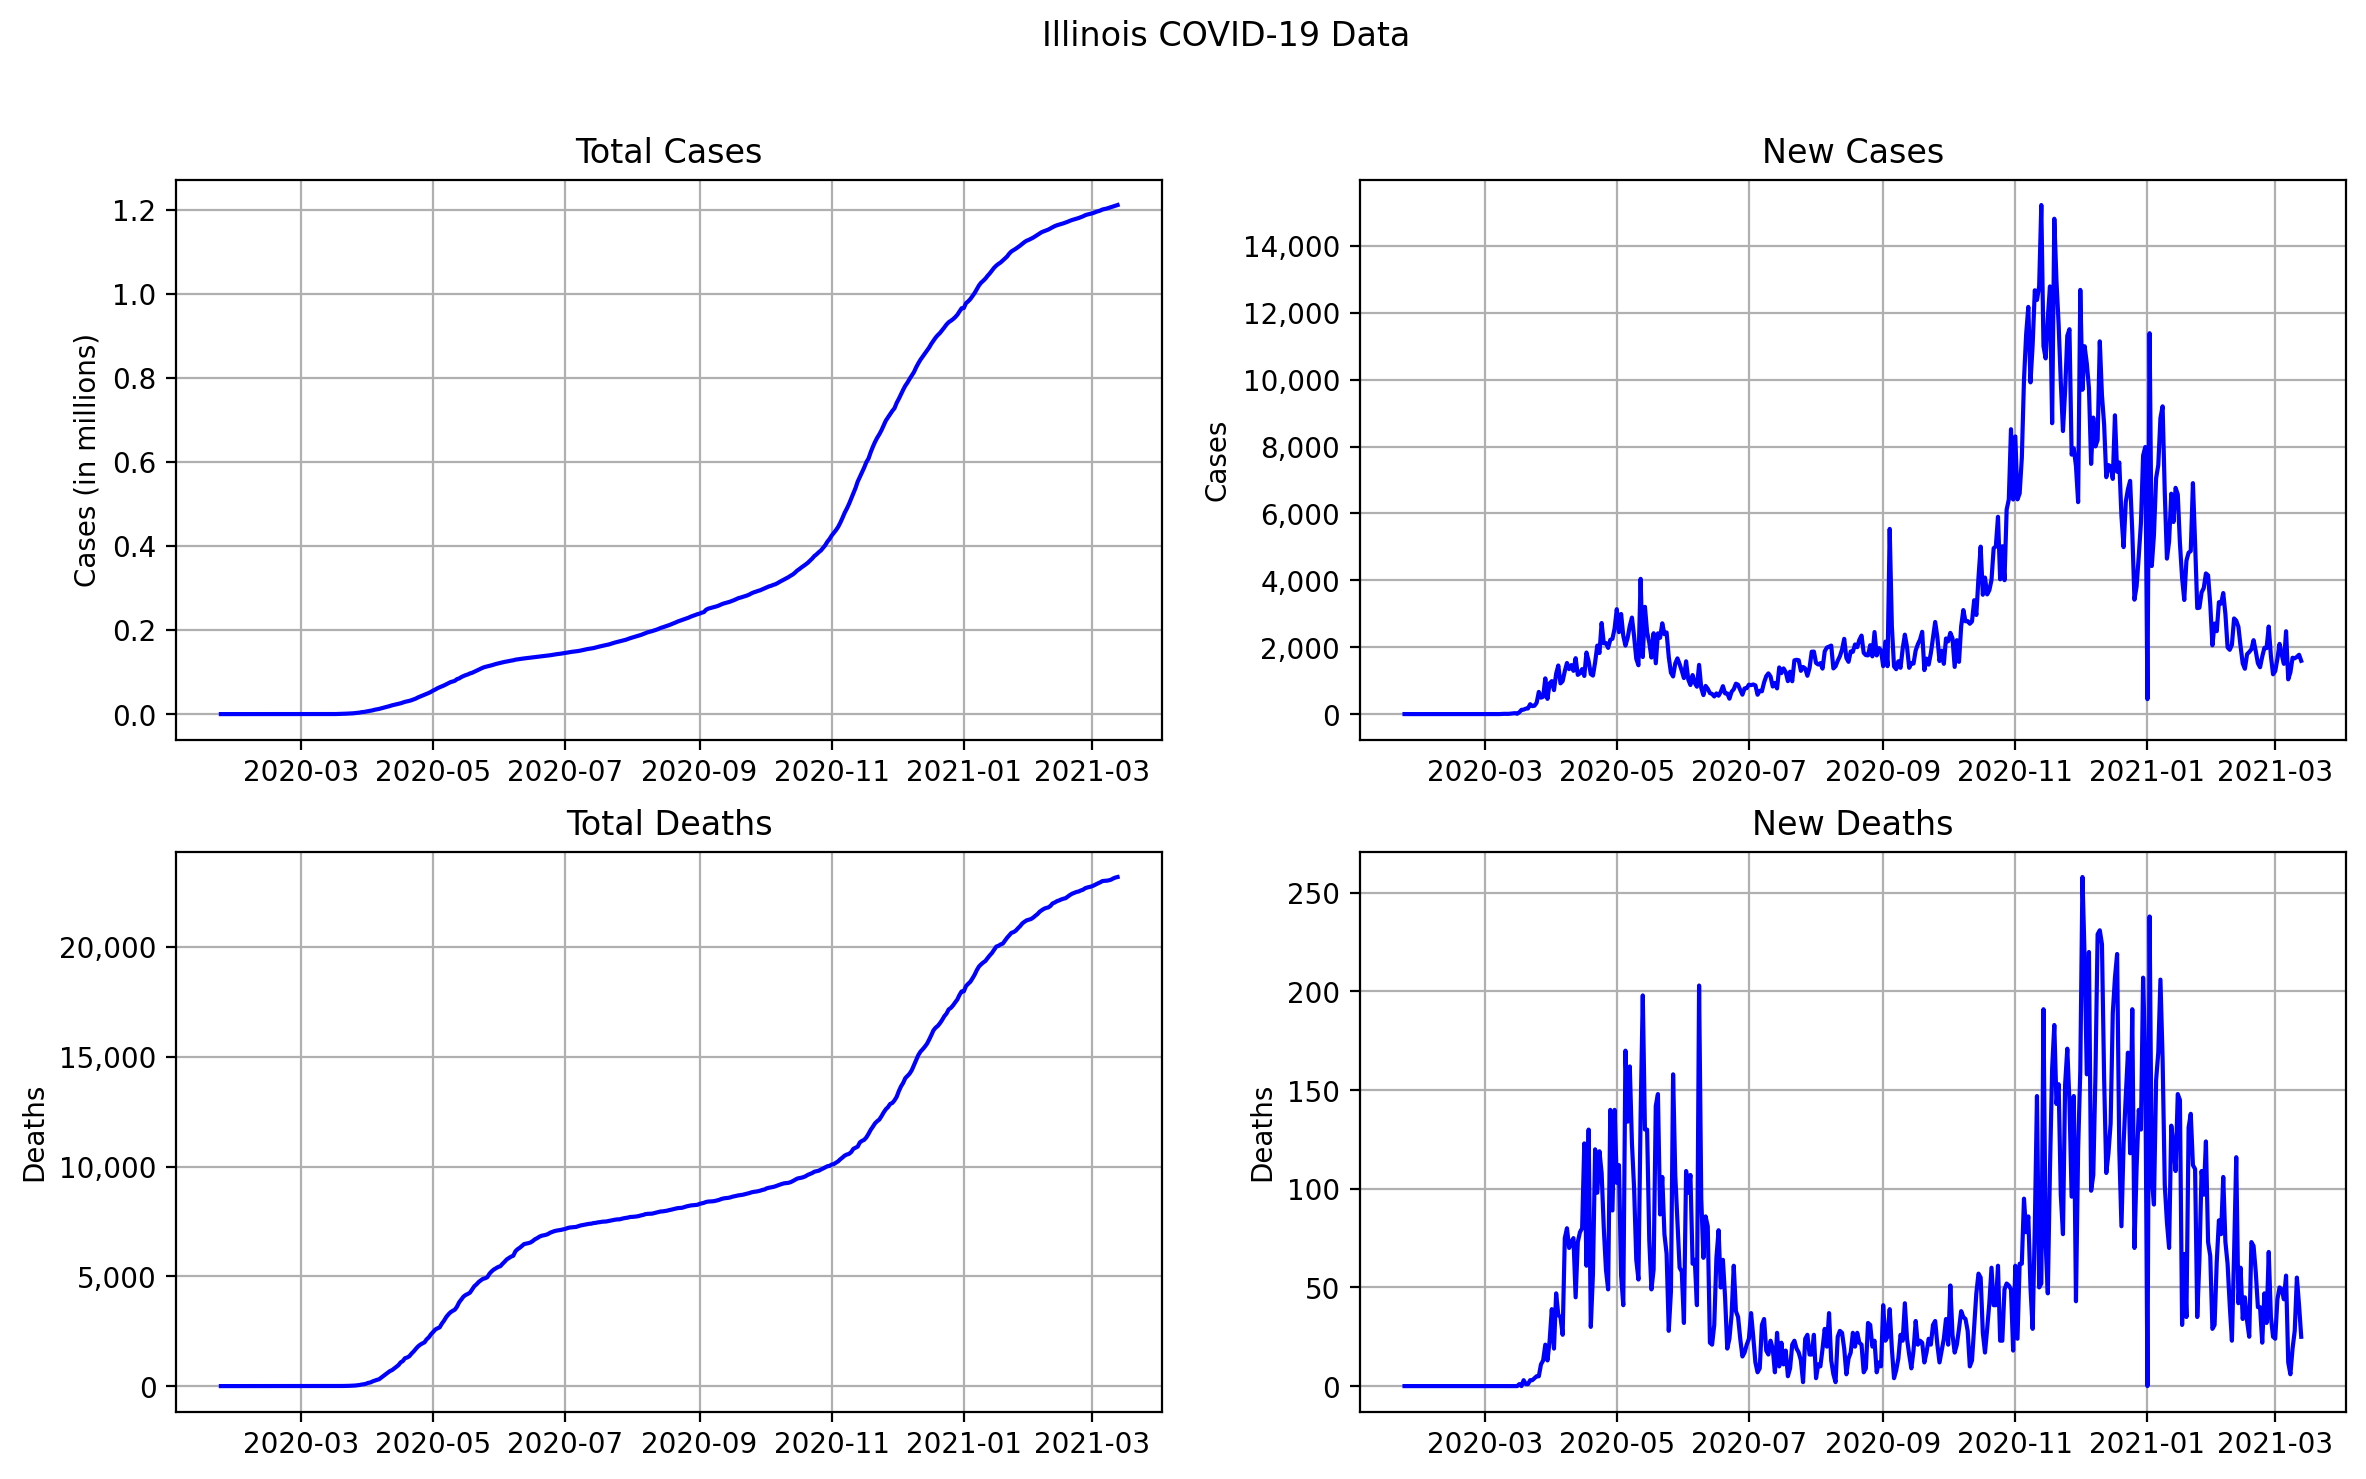 Illinois COVID-19 Data
Total Cases
Cases (in millions)
1.2
1.0
0.8
0.6
0.4
0.2
0.0
2020-03 2020-05 2020-07 2020-09 2020-11 2021-01 2021-03
New Cases
Cases
14,000
12,000
10,000
8,000
6,000
4,000
2,000
0
2020-03 2020-05 2020-07 2020-09 2020-11 2021-01 2021-03
Total Deaths
Deaths
20,000
15,000
10,000
5,000
0
2020-03 2020-05 2020-07 2020-09 2020-11 2021-01 2021-03
New Deaths
Deaths
250
200
150
100
50
0
2020-03 2020-05 2020-07 2020-09 2020-11 2021-01 2021-03